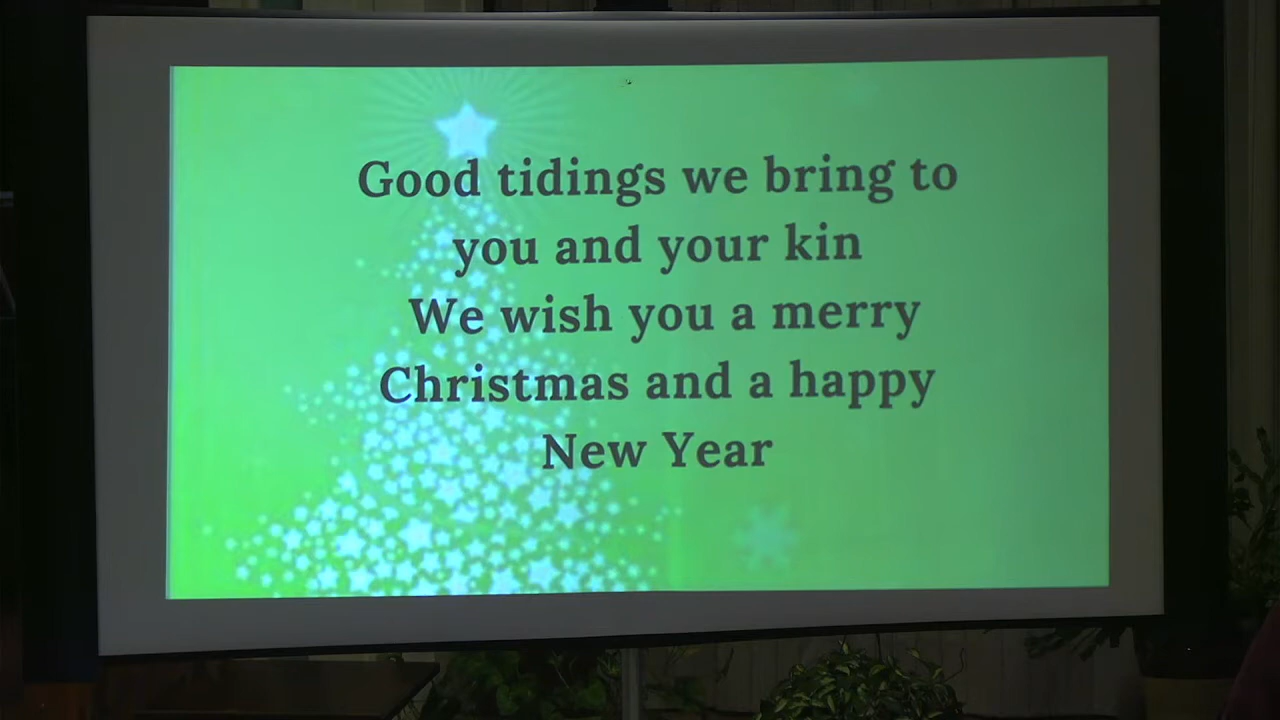 Good tidings we bring to
you and your kin
We wish you a merry
Christmas and a happy
New Year